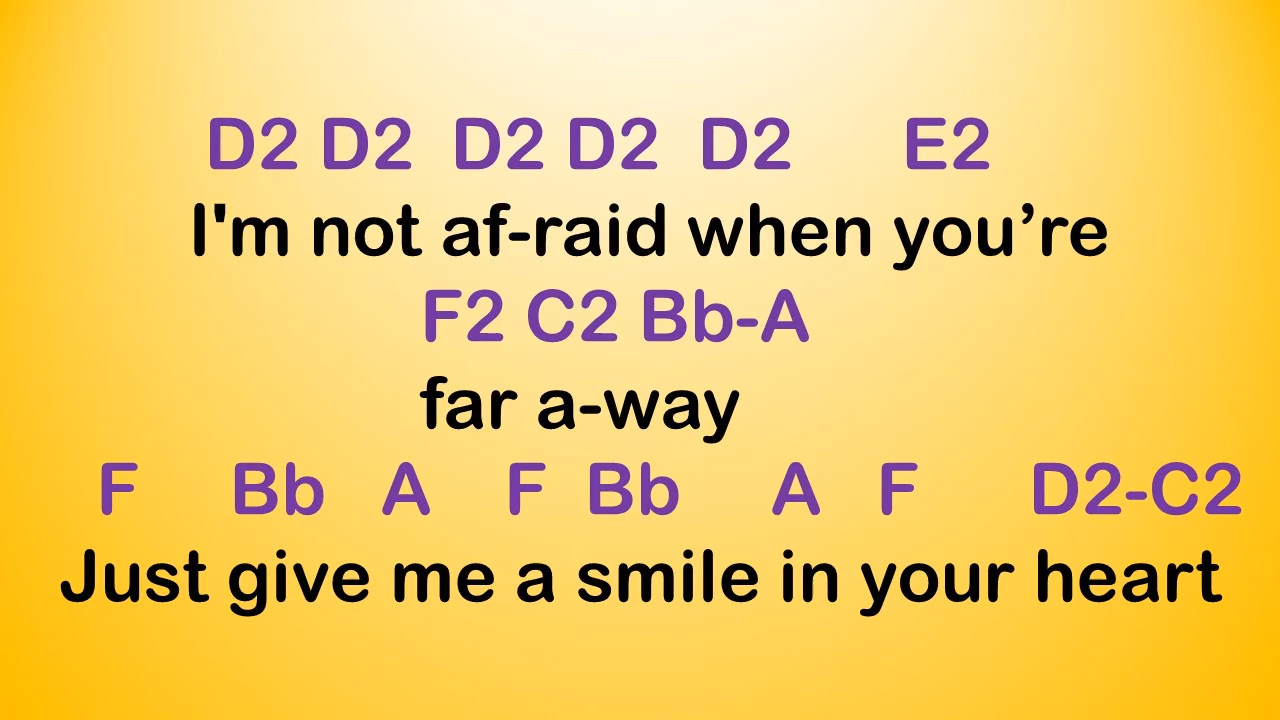 D2 D2 D2 D2 D2 E2
I'm not af-raid when you’re
F2 C2 Bb-A
far a-way
F Bb A F Bb A F D2-C2
Just give me a smile in your heart